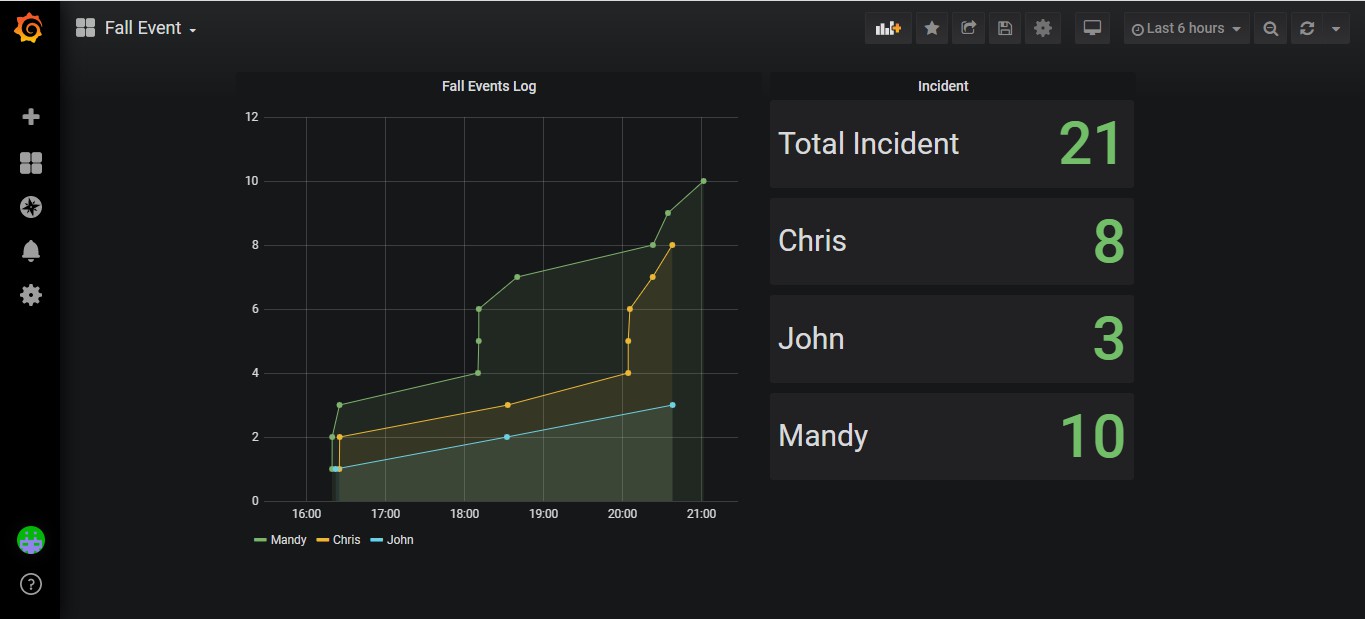 Fall Event
Last 6 hours
Fall Events Log
12
10
8
6
4
2
0
16:00 17:00 18:00 19:00 20:00 21:00
Mandy Chris John
Incident
Total Incident 21
Chris 8
John 3
Mandy 10
?